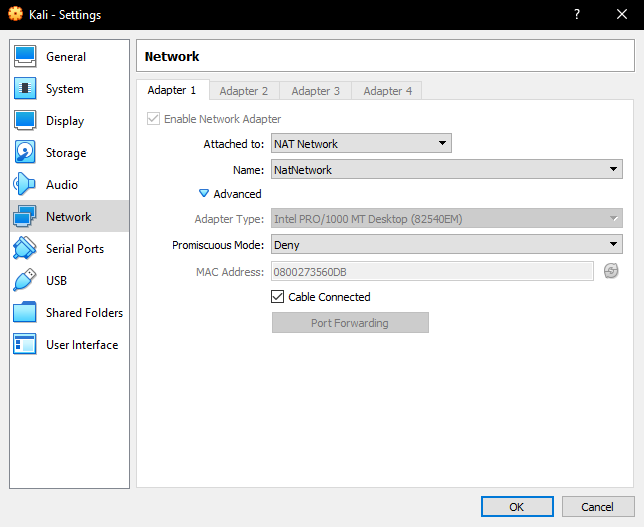 Kali - Settings
?
General
System
Display
Storage
Audio
Network
Serial Ports
USB
Shared Folders
User Interface
Network
Adapter 1
Adapter 2
Adapter 3
Adapter 4
Enable Network Adapter
Attached to: NAT Network
Name: NatNetwork
Advanced
Adapter Type: Intel PRO/1000 MT Desktop (82540EM)
Promiscuous Mode: Deny
MAC Address: 0800273560DB
Cable Connected
Port Forwarding
OK
Cancel